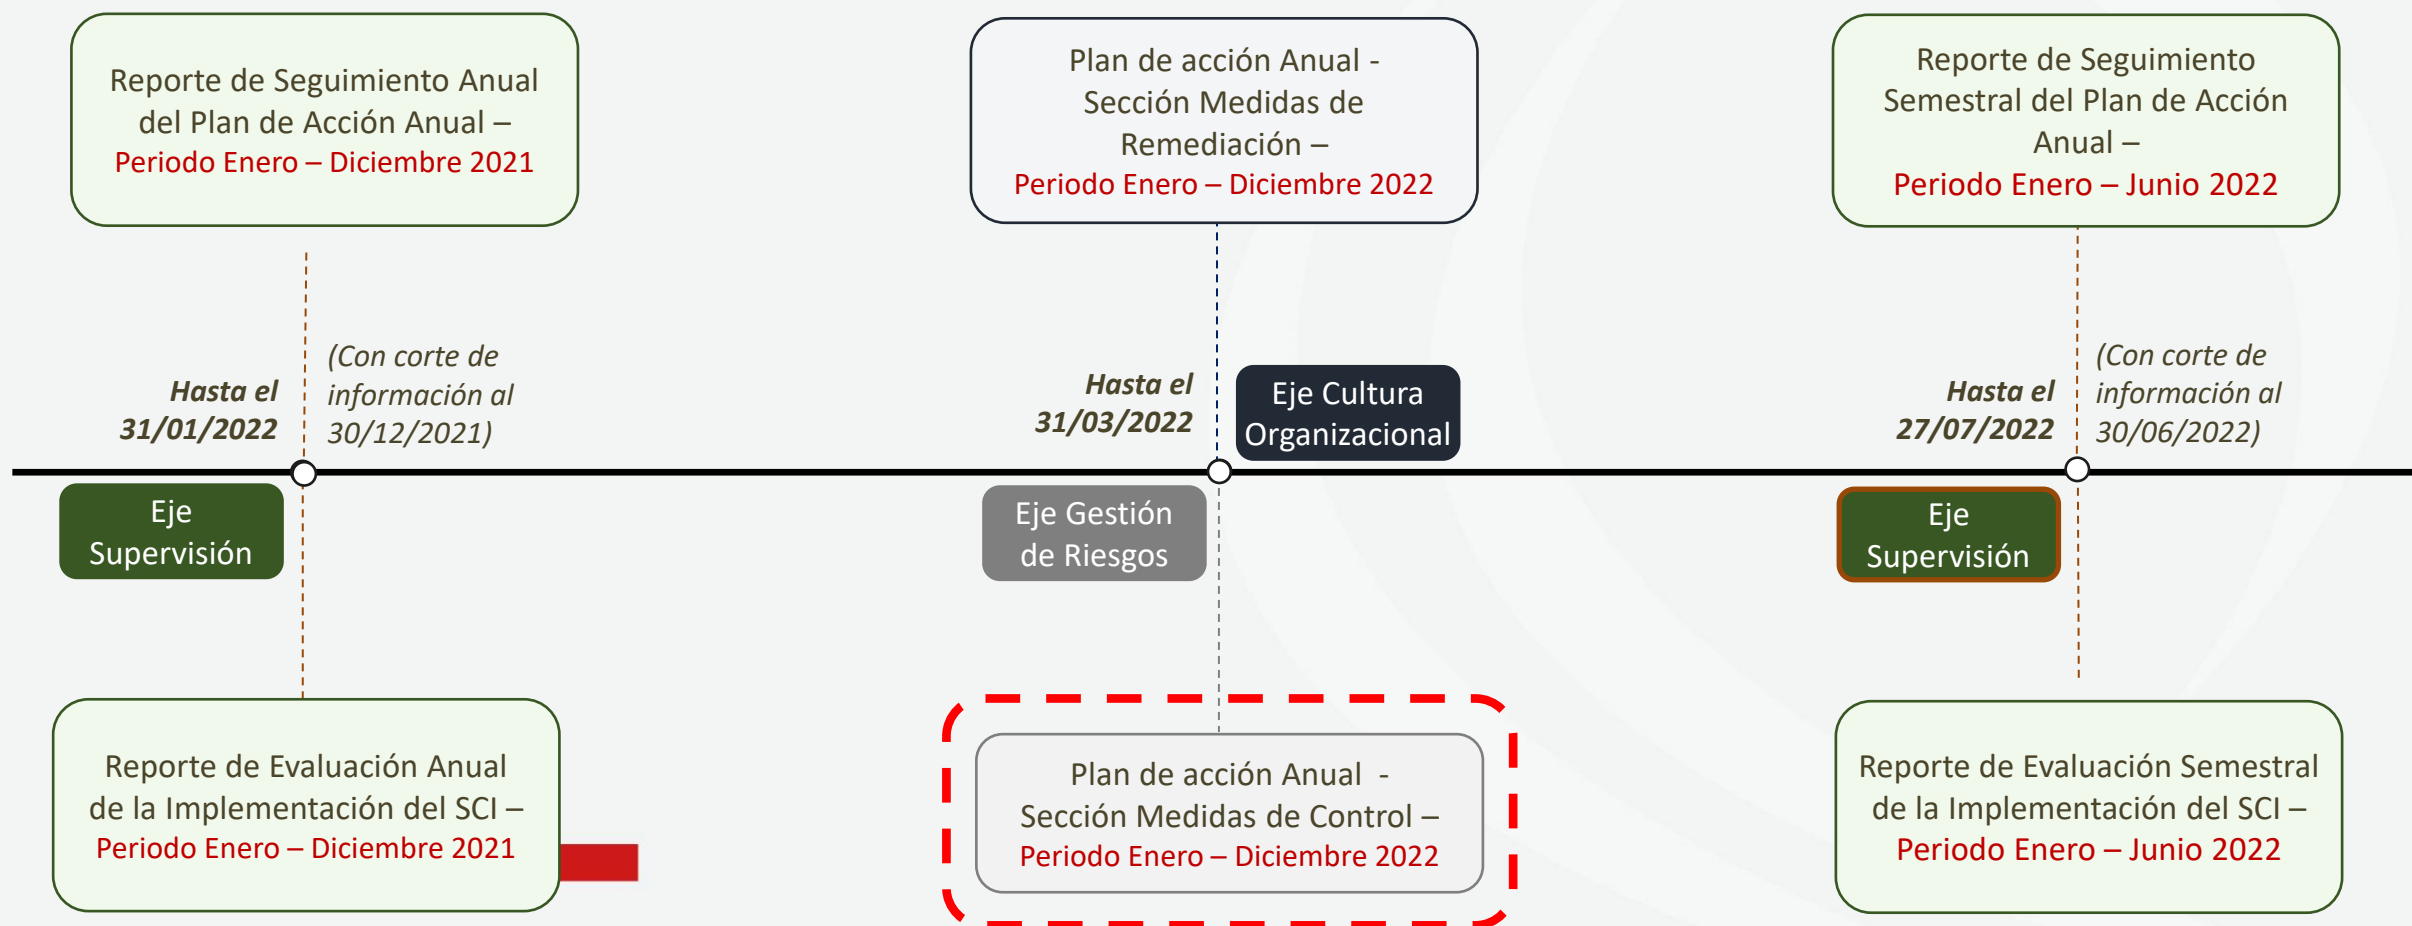 Reporte de Seguimiento Anual
del Plan de Acción Anual –
Periodo Enero – Diciembre 2021
Plan de acción Anual -
Sección Medidas de
Remediación –
Periodo Enero – Diciembre 2022
Reporte de Seguimiento
Semestral del Plan de Acción
Anual –
Periodo Enero – Junio 2022
Hasta el
31/01/2022
(Con corte de
información al
30/12/2021)
Hasta el
31/03/2022
Eje Cultura
Organizacional
Hasta el
27/07/2022
(Con corte de
información al
30/06/2022)
Eje
Supervisión
Eje Gestión
de Riesgos
Eje
Supervisión
Reporte de Evaluación Anual
de la Implementación del SCI –
Periodo Enero – Diciembre 2021
Plan de acción Anual -
Sección Medidas de Control –
Periodo Enero – Diciembre 2022
Reporte de Evaluación Semestral
de la Implementación del SCI –
Periodo Enero – Junio 2022